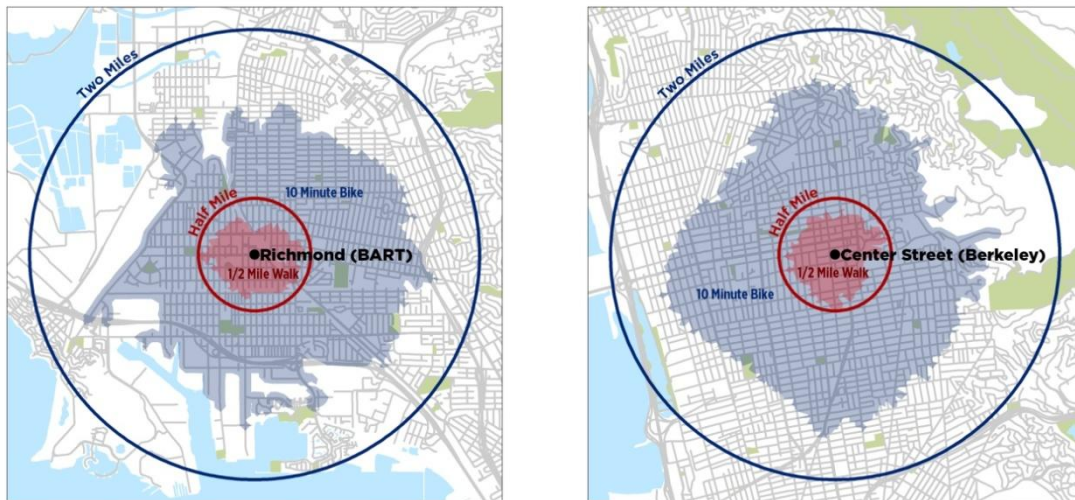 Two Miles
10 Minute Bike
Half Mile
Richmond (BART)
1/2 Mile Walk
Two Miles
Half Mile
Center Street (Berkeley)
1/2 Mile Walk
10 Minute Bike